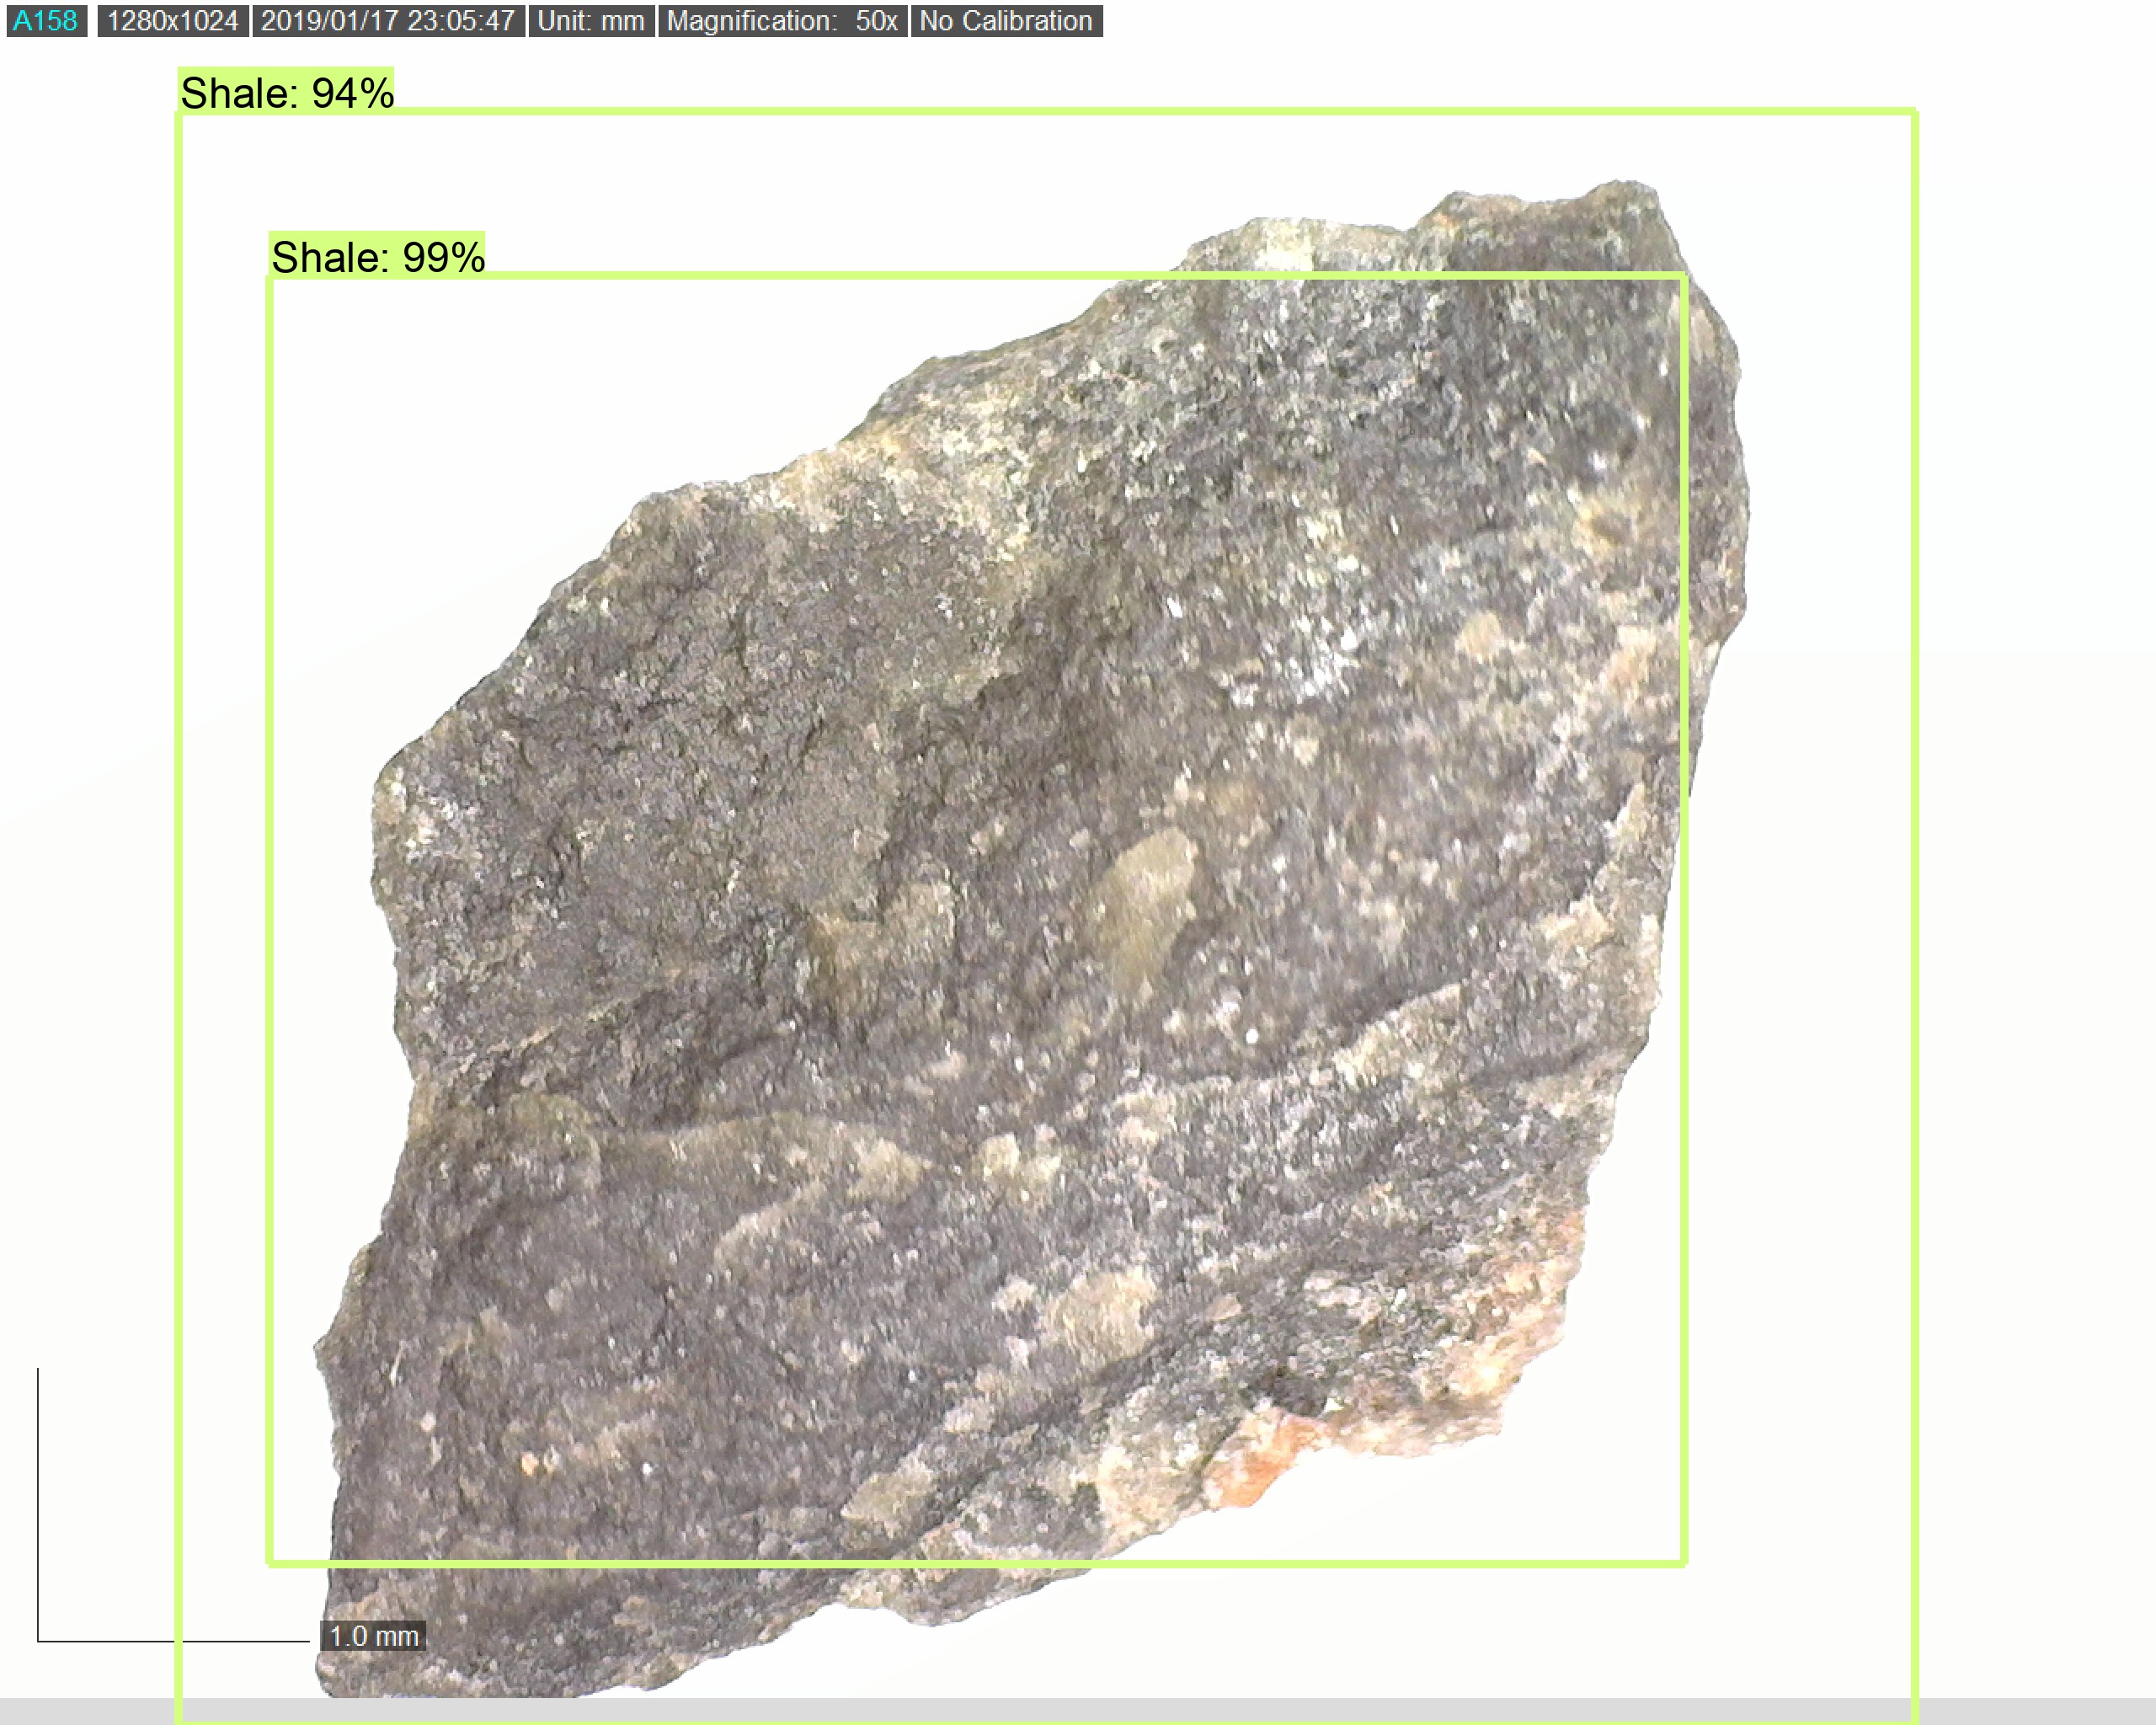 A158 1280x1024 2019/01/17 23:05:47 Unit: mm Magnification: 50x No Calibration
Shale: 94%
Shale: 99%
1.0 mm